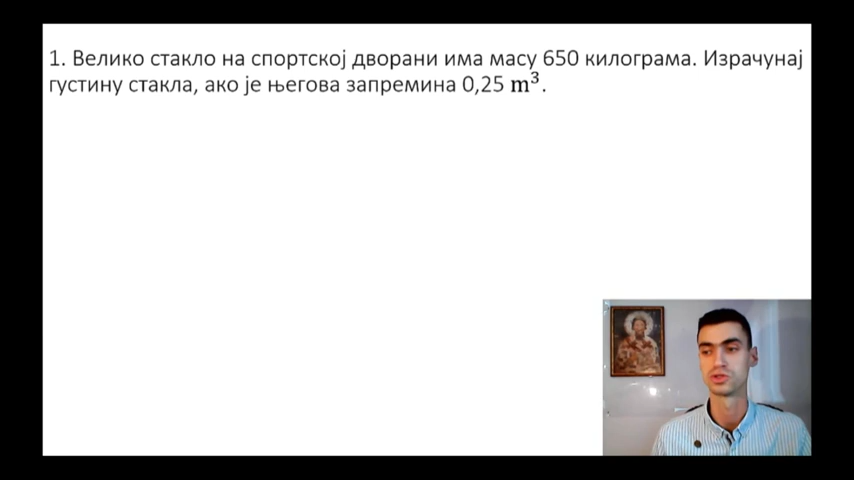 1. Велико стакло на спортској дворани има масу 650 килограма. Израчунај
густину стакла, ако је његова запремина 0,25 m³.